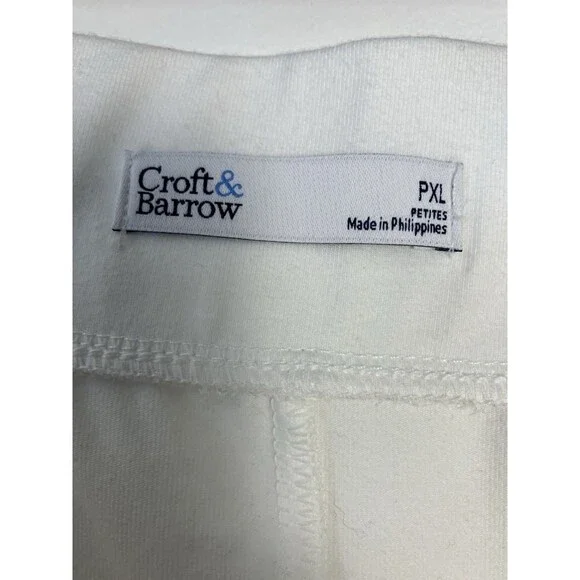 Croft&
Barrow
PXL
PETITES
Made in Philippines